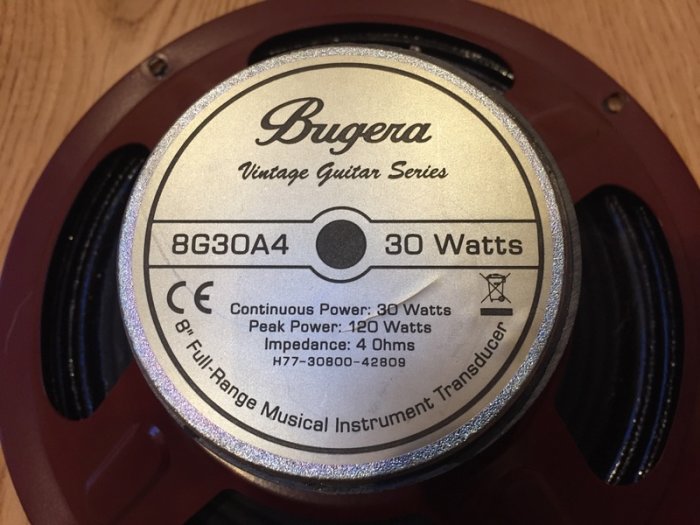 Bugera
Vintage Guitar Series
8G30A4 30 Watts
CE
Continuous Power: 30 Watts
Peak Power: 120 Watts
Impedance: 4 Ohms
H77-30800-42809
8" Full-Range Musical Instrument Transducer